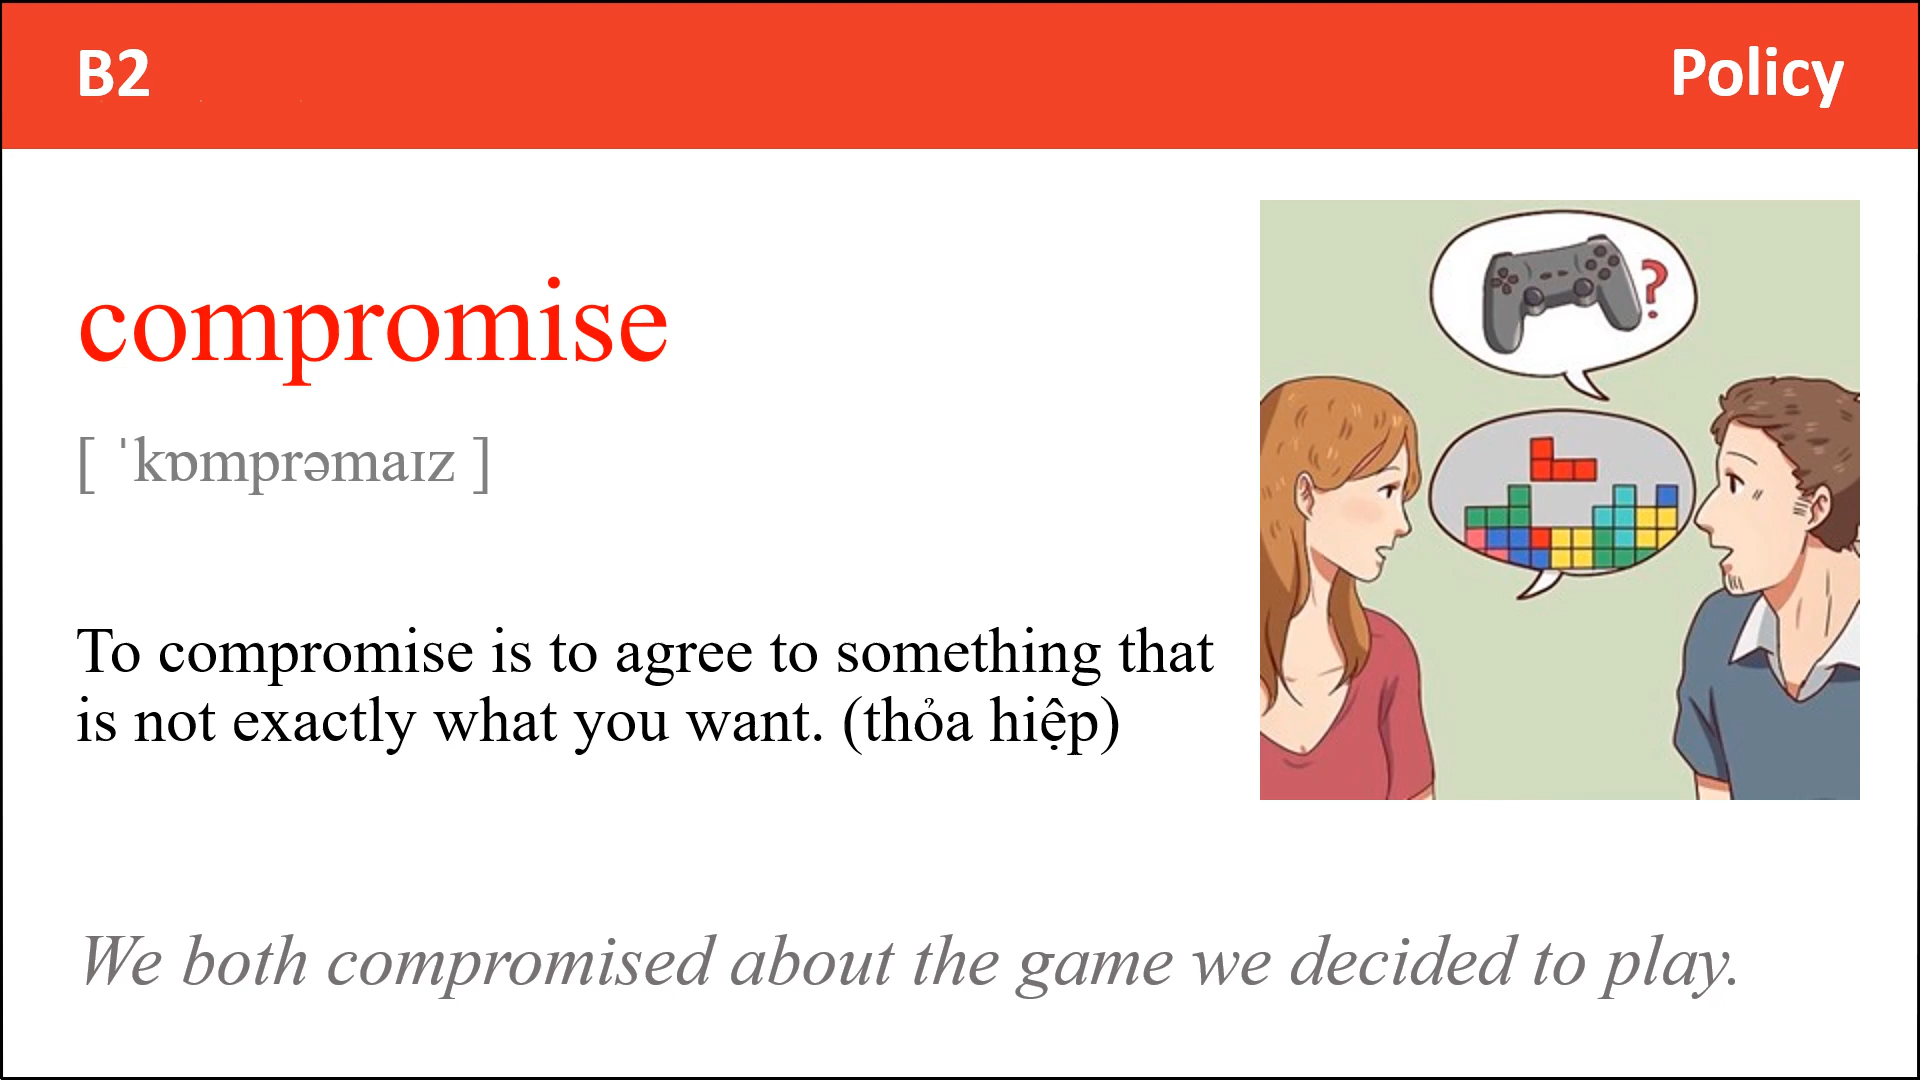 B2
Policy
compromise
[ ˈkɒmprəmaɪz ]
?
To compromise is to agree to something that
is not exactly what you want. (thỏa hiệp)
We both compromised about the game we decided to play.